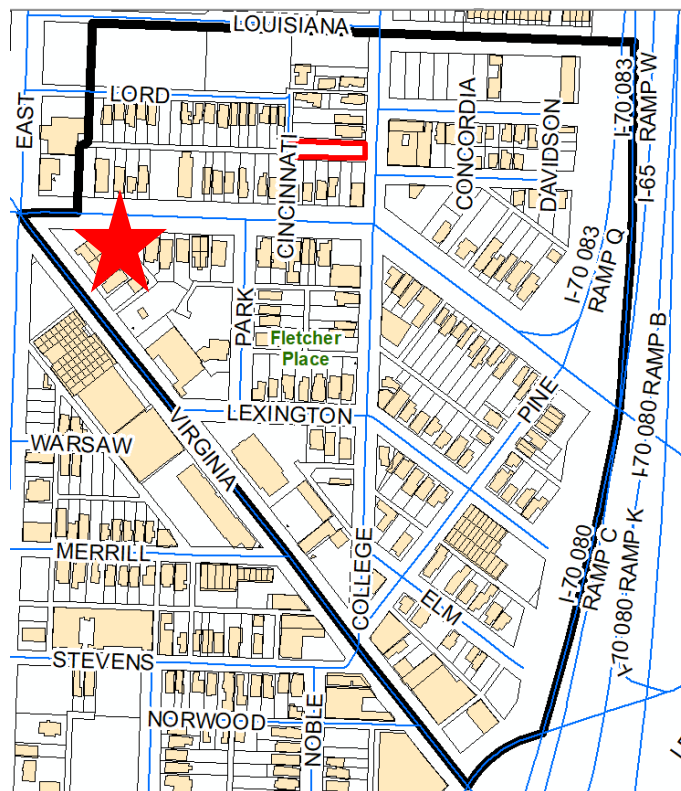 LOUISIANA
I-70 083
RAMP W
LORD
EAST
CINCINNATI
CONCORDIA
DAVIDSON
I-65
I-70 083
RAMP Q
PARK
Fletcher
Place
I-70 080 RAMP B
PINE
LEXINGTON
VIRGINIA
WARSAW
COLLEGE
MERRILL
I-70 080
RAMP C
I-70 080 RAMP K
ELM
STEVENS
NOBLE
NORWOOD